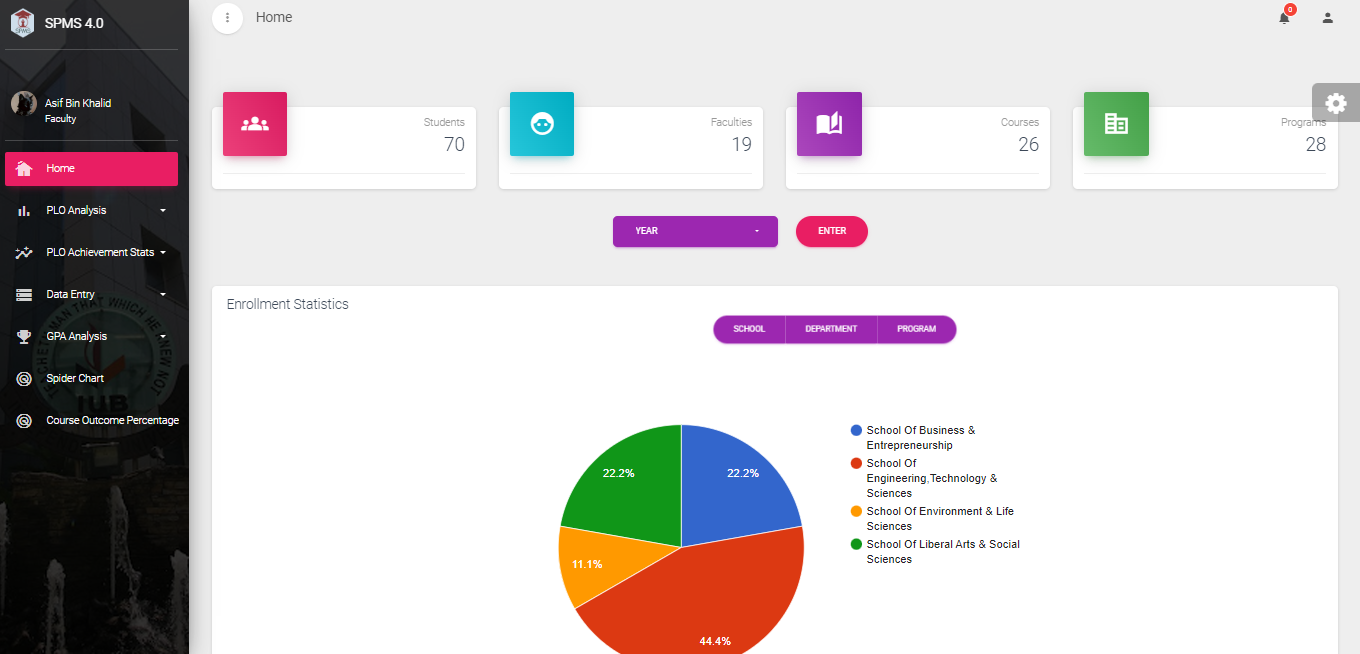 SPMS 4.0
Home
0
Asif Bin Khalid
Faculty
Home
PLO Analysis
PLO Achievement Stats
Data Entry
GPA Analysis
Spider Chart
Course Outcome Percentage
Students
70
Faculties
19
Courses
26
Programs
28
YEAR
ENTER
Enrollment Statistics
SCHOOL
DEPARTMENT
PROGRAM
22.2%
22.2%
11.1%
44.4%
School Of Business &
Entrepreneurship
School Of
Engineering,Technology &
Sciences
School Of Environment & Life
Sciences
School Of Liberal Arts & Social
Sciences
IUB